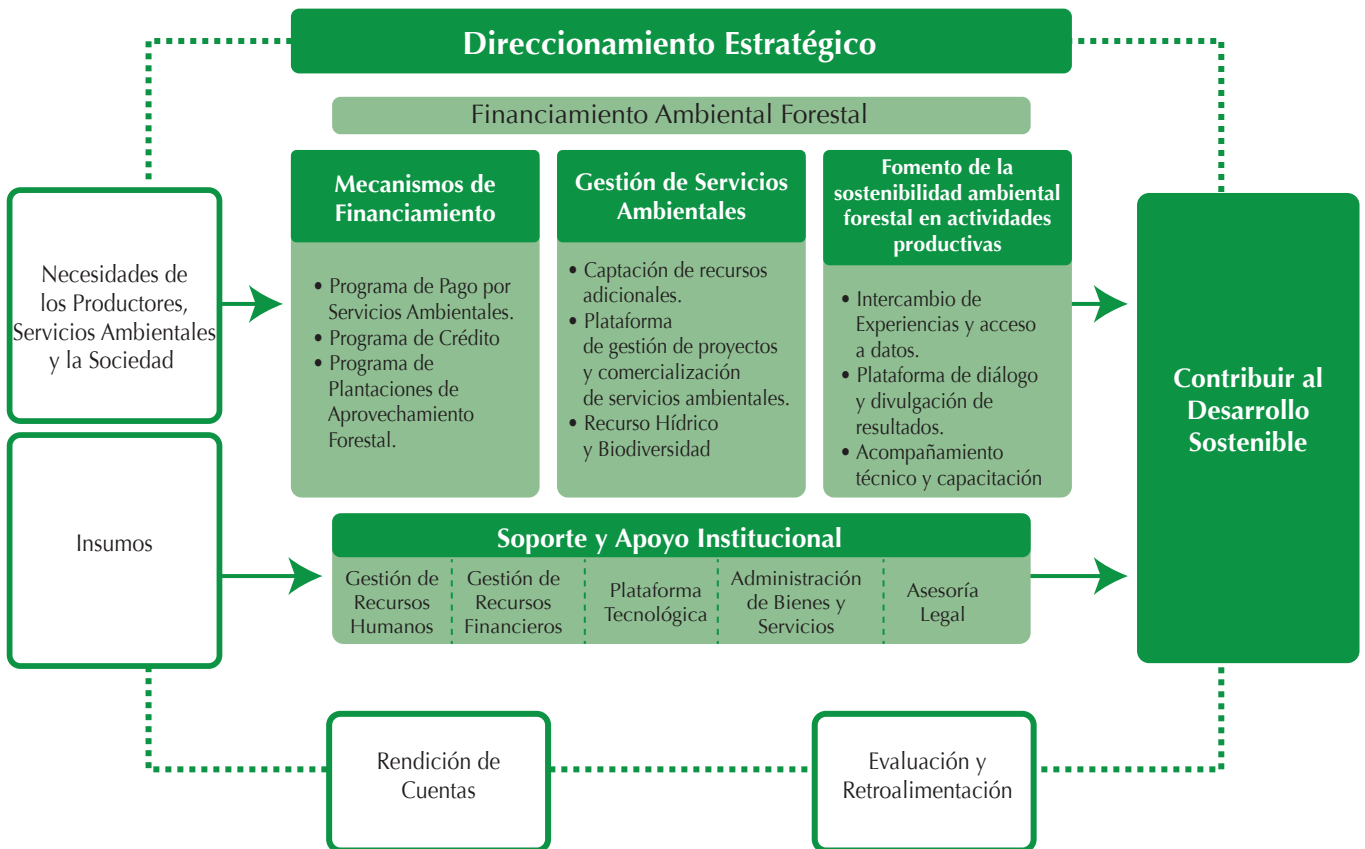 Direccionamiento Estratégico
Financiamiento Ambiental Forestal
Necesidades de
los Productores,
Servicios Ambientales
y la Sociedad
Mecanismos de
Financiamiento
• Programa de Pago por
Servicios Ambientales.
• Programa de Crédito
• Programa de
Plantaciones de
Aprovechamiento
Forestal.
Gestión de Servicios
Ambientales
• Captación de recursos
adicionales.
• Plataforma
de gestión de proyectos
y comercialización
de servicios ambientales.
• Recurso Hídrico
y Biodiversidad
Fomento de la
sostenibilidad ambiental
forestal en actividades
productivas
• Intercambio de
Experiencias y acceso
a datos.
• Plataforma de diálogo
y divulgación de
resultados.
• Acompañamiento
técnico y capacitación
Contribuir al
Desarrollo
Sostenible
Insumos
Soporte y Apoyo Institucional
Gestión de
Recursos
Humanos
Gestión de
Recursos
Financieros
Plataforma
Tecnológica
Administración
de Bienes y
Servicios
Asesoría
Legal
Rendición de
Cuentas
Evaluación y
Retroalimentación